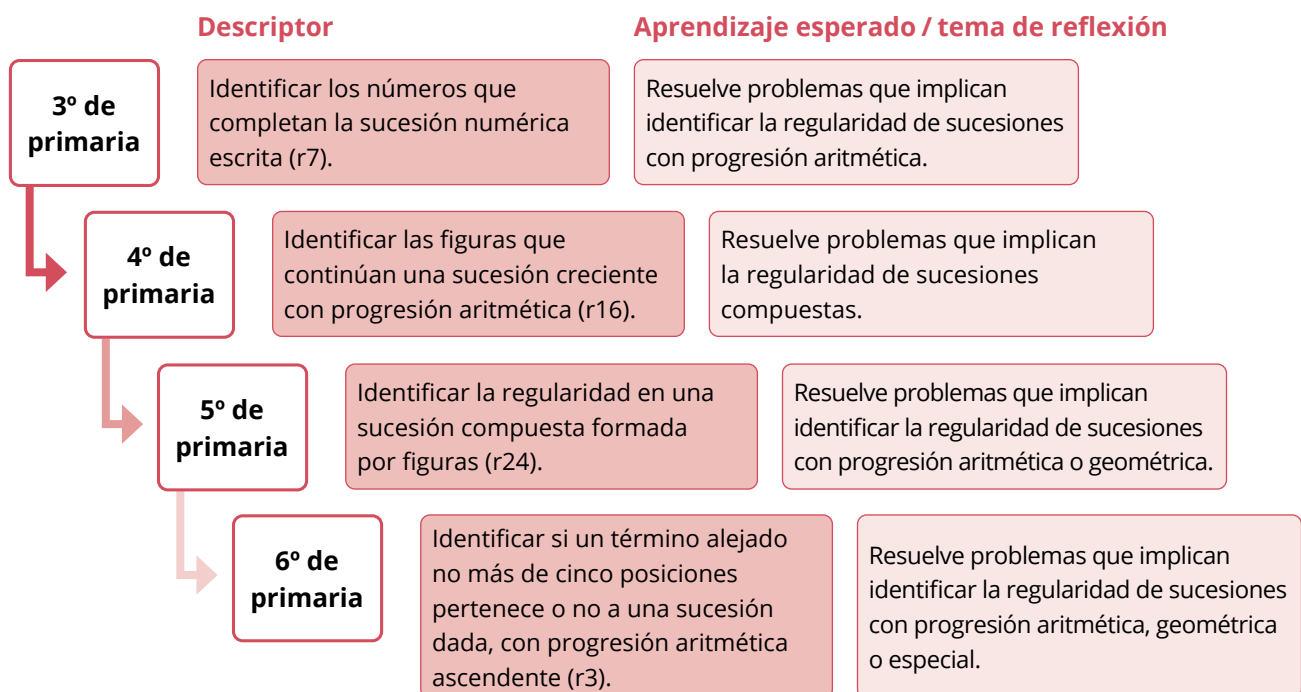 Descriptor
Aprendizaje esperado / tema de reflexión
3º de
primaria
Identificar los números que
completan la sucesión numérica
escrita (r7).
Resuelve problemas que implican
identificar la regularidad de sucesiones
con progresión aritmética.
4º de
primaria
Identificar las figuras que
continúan una sucesión creciente
con progresión aritmética (r16).
Resuelve problemas que implican
la regularidad de sucesiones
compuestas.
5º de
primaria
Identificar la regularidad en una
sucesión compuesta formada
por figuras (r24).
Resuelve problemas que implican
identificar la regularidad de sucesiones
con progresión aritmética o geométrica.
6º de
primaria
Identificar si un término alejado
no más de cinco posiciones
pertenece o no a una sucesión
dada, con progresión aritmética
ascendente (r3).
Resuelve problemas que implican
identificar la regularidad de sucesiones
con progresión aritmética, geométrica
o especial.